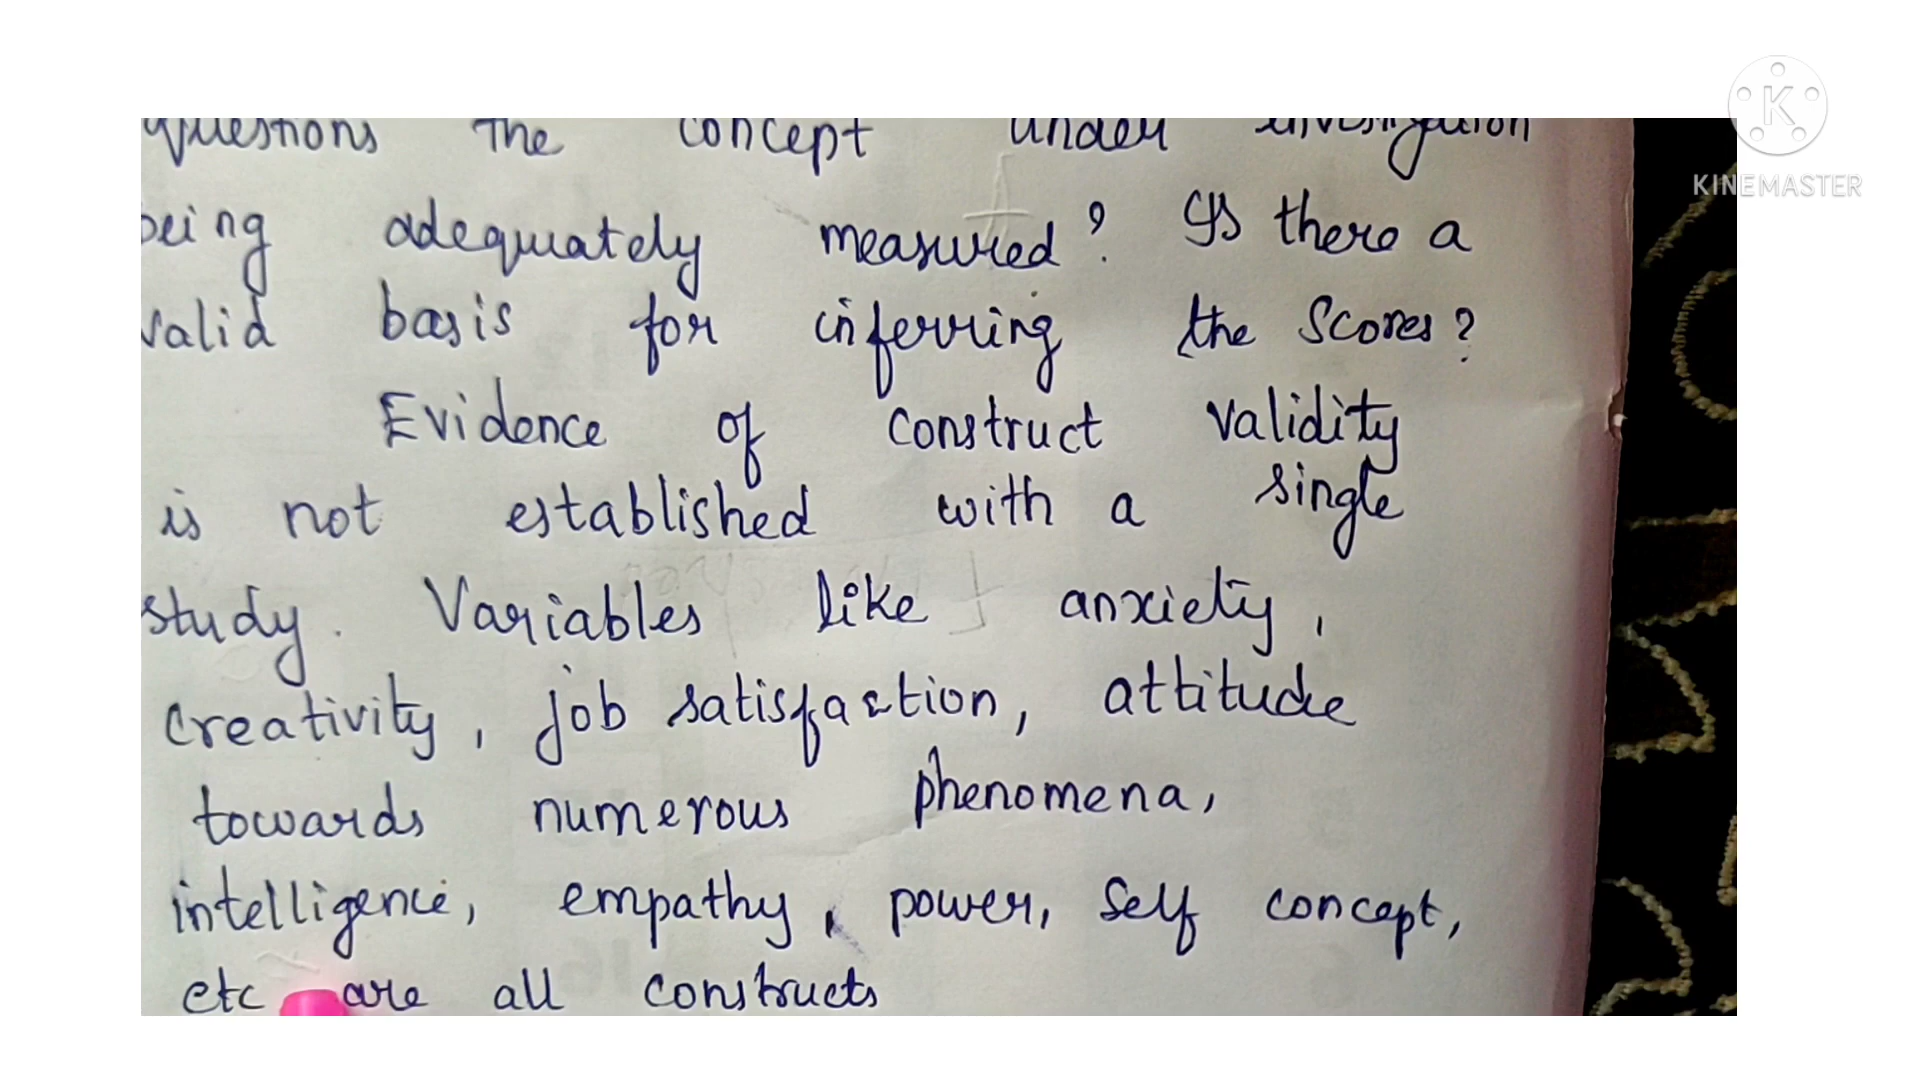 questions the concept under investigation
being adequately measured? Is there a
valid basis for inferring the Scores?
Evidence of construct validity
is not established with a single
study. Variables like anxiety,
creativity, job satisfaction, attitude
towards numerous phenomena,
intelligence, empathy, power, Self concept,
etc are all constructs
K
KINEMASTER